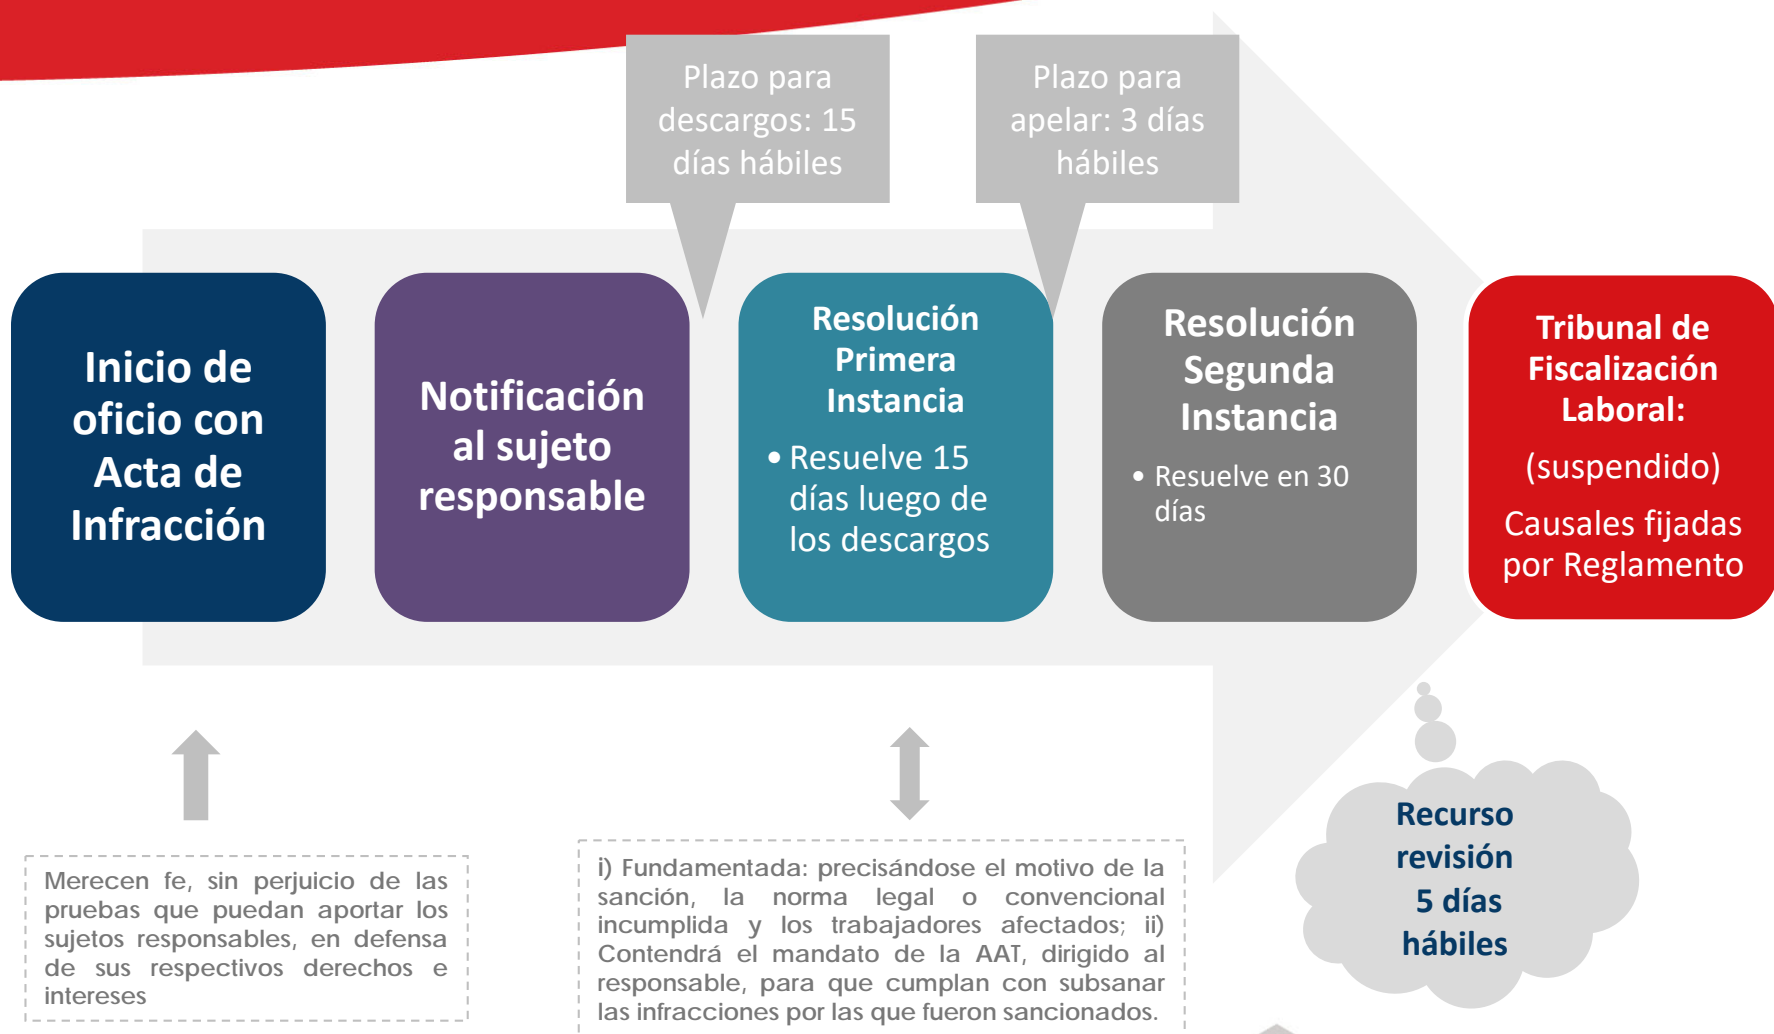 Plazo para
descargos: 15
días hábiles
Plazo para
apelar: 3 días
hábiles
Inicio de
oficio con
Acta de
Infracción
Notificación
al sujeto
responsable
Resolución
Primera
Instancia
• Resuelve 15
días luego de
los descargos
Resolución
Segunda
Instancia
• Resuelve en 30
días
Tribunal de
Fiscalización
Laboral:
(suspendido)
Causales fijadas
por Reglamento
Merecen fe, sin perjuicio de las
pruebas que puedan aportar los
sujetos responsables, en defensa
de sus respectivos derechos e
intereses
i) Fundamentada: precisándose el motivo de la
sanción, la norma legal o convencional
incumplida y los trabajadores afectados; ii)
Contendrá el mandato de la AAT, dirigido al
responsable, para que cumplan con subsanar
las infracciones por las que fueron sancionados.
Recurso
revisión
5 días
hábiles